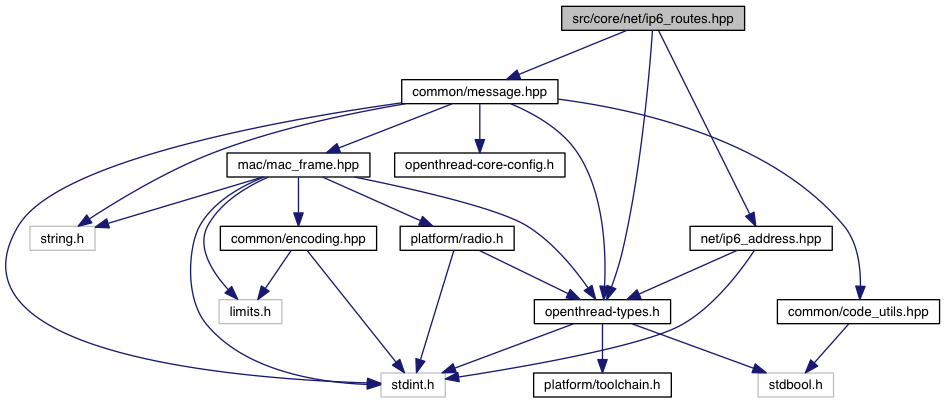 src/core/net/ip6_routes.hpp
common/message.hpp
mac/mac_frame.hpp
openthread-core-config.h
string.h
common/encoding.hpp
platform/radio.h
net/ip6_address.hpp
limits.h
openthread-types.h
common/code_utils.hpp
stdint.h
platform/toolchain.h
stdbool.h